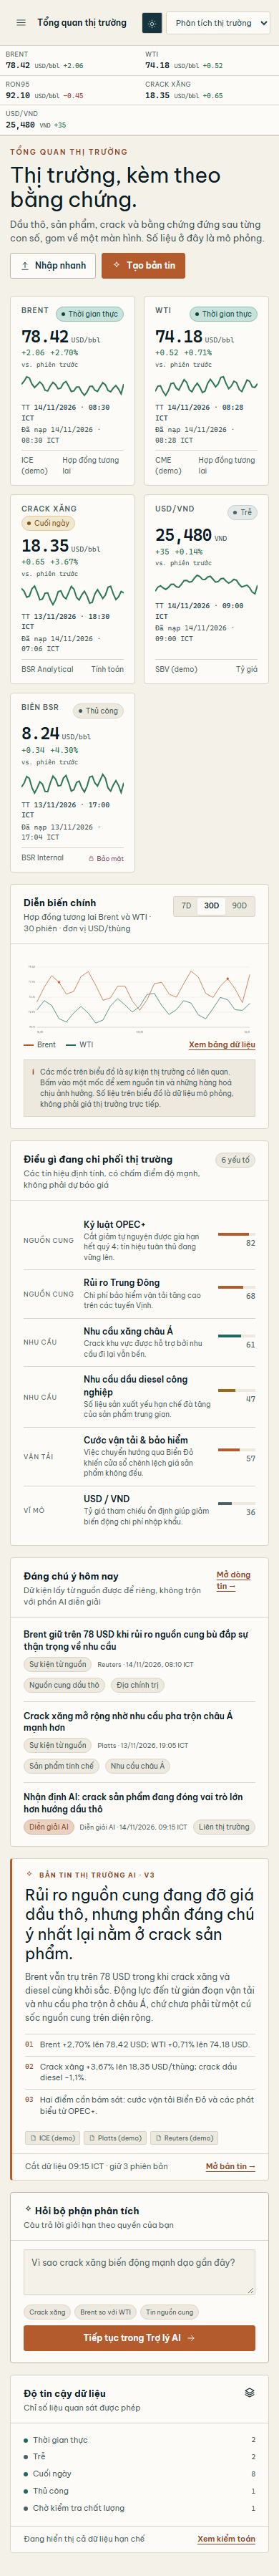 Tổng quan thị trường
Phân tích thị trường
BRENT
78.42 USD/bbl +2.06
WTI
74.18 USD/bbl +0.52
RON95
92.10 USD/bbl −0.45
CRACK XĂNG
18.35 USD/bbl +0.65
USD/VND
25,480 VND +35
TỔNG QUAN THỊ TRƯỜNG
Thị trường, kèm theo
bằng chứng.
Dầu thô, sản phẩm, crack và bằng chứng đứng sau từng
con số, gom về một màn hình. Số liệu ở đây là mô phỏng.
Nhập nhanh
Tạo bản tin
BRENT
Thời gian thực
78.42 USD/bbl
+2.06 +2.70%
vs. phiên trước
TT 14/11/2026 · 08:30
ICT
Đã nạp 14/11/2026 ·
08:30 ICT
ICE
(demo)
Hợp đồng tương
lai
WTI
Thời gian thực
74.18 USD/bbl
+0.52 +0.71%
vs. phiên trước
TT 14/11/2026 · 08:28
ICT
Đã nạp 14/11/2026 ·
08:28 ICT
CME
(demo)
Hợp đồng tương
lai
CRACK XĂNG
Cuối ngày
18.35 USD/bbl
+0.65 +3.67%
vs. phiên trước
TT 13/11/2026 · 18:30
ICT
Đã nạp 14/11/2026 ·
07:06 ICT
BSR Analytical
Tính toán
USD/VND
Trễ
25,480 VND
+35 +0.14%
vs. phiên trước
TT 14/11/2026 · 09:00
ICT
Đã nạp 14/11/2026 ·
09:00 ICT
SBV (demo)
Tỷ giá
BIÊN BSR
Thủ công
8.24 USD/bbl
+0.34 +4.30%
vs. phiên trước
TT 13/11/2026 · 17:00
ICT
Đã nạp 13/11/2026 ·
17:04 ICT
BSR Internal
Bảo mật
Diễn biến chính
Hợp đồng tương lai Brent và WTI ·
30 phiên · đơn vị USD/thùng
7D 30D 90D
Brent WTI
Xem bảng dữ liệu
Các mốc trên biểu đồ là sự kiện thị trường có liên quan.
Bấm vào một mốc để xem nguồn và những hàng hoá
chịu ảnh hưởng. Số liệu trên biểu đồ là dữ liệu mô phỏng,
không phải giá thị trường trực tiếp.
Điều gì đang chi phối thị trường
6 yếu tố
Các tín hiệu định tính, có chấm điểm độ mạnh,
không phải dự báo giá
NGUỒN CUNG
Kỷ luật OPEC+
Cắt giảm tự nguyện được gia hạn
hết quý 4; tín hiệu tuân thủ đang
vững lên.
82
NGUỒN CUNG
Rủi ro Trung Đông
Chi phí bảo hiểm vận tải tăng cao
trên các tuyến Vịnh.
68
NHU CẦU
Nhu cầu xăng châu Á
Crack khu vực được hỗ trợ bởi nhu
cầu đi lại vẫn bền.
61
NHU CẦU
Nhu cầu dầu diesel công
nghiệp
Số liệu sản xuất yếu hạn chế đà tăng
của sản phẩm trung gian.
47
VẬN TẢI
Cước vận tải & bảo hiểm
Việc chuyển hướng qua Biển Đỏ
khiến cửa sổ chênh lệch giá sản
phẩm không đều.
57
VĨ MÔ
USD / VND
Tỷ giá tham chiếu ổn định giúp giảm
biến động chi phí nhập khẩu.
36
Đáng chú ý hôm nay
Mở dòng
tin →
Dữ kiện lấy từ nguồn được để riêng, không trộn
với phần AI diễn giải
Brent giữ trên 78 USD khi rủi ro nguồn cung bù đắp sự
thận trọng về nhu cầu
Sự kiện từ nguồn Reuters · 14/11/2026, 08:10 ICT
Nguồn cung dầu thô Địa chính trị
Crack xăng mở rộng nhờ nhu cầu pha trộn châu Á
mạnh hơn
Sự kiện từ nguồn Platts · 13/11/2026, 19:05 ICT
Sản phẩm tinh chế Nhu cầu châu Á
Nhận định AI: crack sản phẩm đang đóng vai trò lớn
hơn hướng dầu thô
Diễn giải AI Diễn giải AI · 14/11/2026, 09:15 ICT Liên thị trường
BẢN TIN THỊ TRƯỜNG AI · V3
Rủi ro nguồn cung đang đỡ giá
dầu thô, nhưng phần đáng chú
ý nhất lại nằm ở crack sản
phẩm.
Brent vẫn trụ trên 78 USD trong khi crack xăng và
diesel cùng khởi sắc. Động lực đến từ gián đoạn vận tải
và nhu cầu pha trộn ở châu Á, chứ chưa phải từ một cú
sốc nguồn cung trên diện rộng.
01 Brent +2,70% lên 78,42 USD; WTI +0,71% lên 74,18 USD.
02 Crack xăng +3,67% lên 18,35 USD/thùng; crack dầu
diesel −1,1%.
03 Hai điểm cần bám sát: cước vận tải Biển Đỏ và các phát
biểu từ OPEC+.
ICE (demo) Platts (demo) Reuters (demo)
Cắt dữ liệu 09:15 ICT · giữ 3 phiên bản
Mở bản tin →
Hỏi bộ phận phân tích
Câu trả lời giới hạn theo quyền của bạn
Vì sao crack xăng biến động mạnh dạo gần đây?
Crack xăng Brent so với WTI Tin nguồn cung
Tiếp tục trong Trợ lý AI →
Độ tin cậy dữ liệu
Chỉ số liệu quan sát được phép
Thời gian thực 2
Trễ 2
Cuối ngày 8
Thủ công 1
Chờ kiểm tra chất lượng 1
Đang hiển thị cả dữ liệu hạn chế
Xem kiểm toán